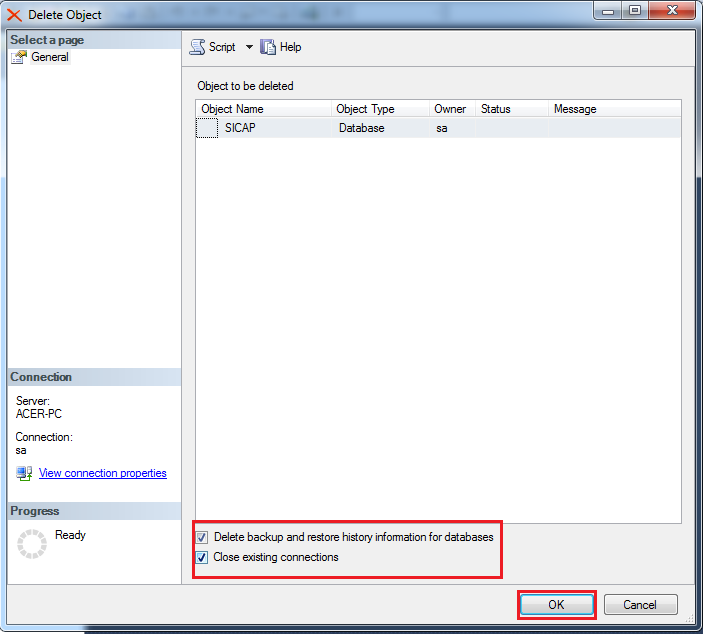 Delete Object
Select a page
General
Script Help
Object to be deleted
Object Name Object Type Owner Status Message
SICAP Database sa
Connection
Server:
ACER-PC
Connection:
sa
View connection properties
Progress
Ready
Delete backup and restore history information for databases
Close existing connections
OK Cancel